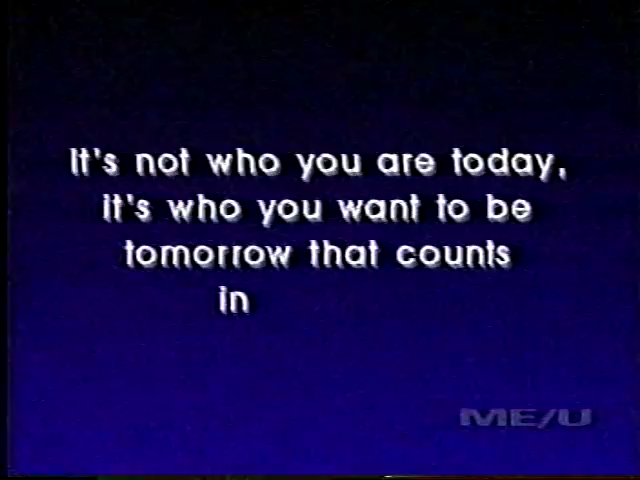 It's not who you are today,
it's who you want to be
tomorrow that counts
in
ME/U